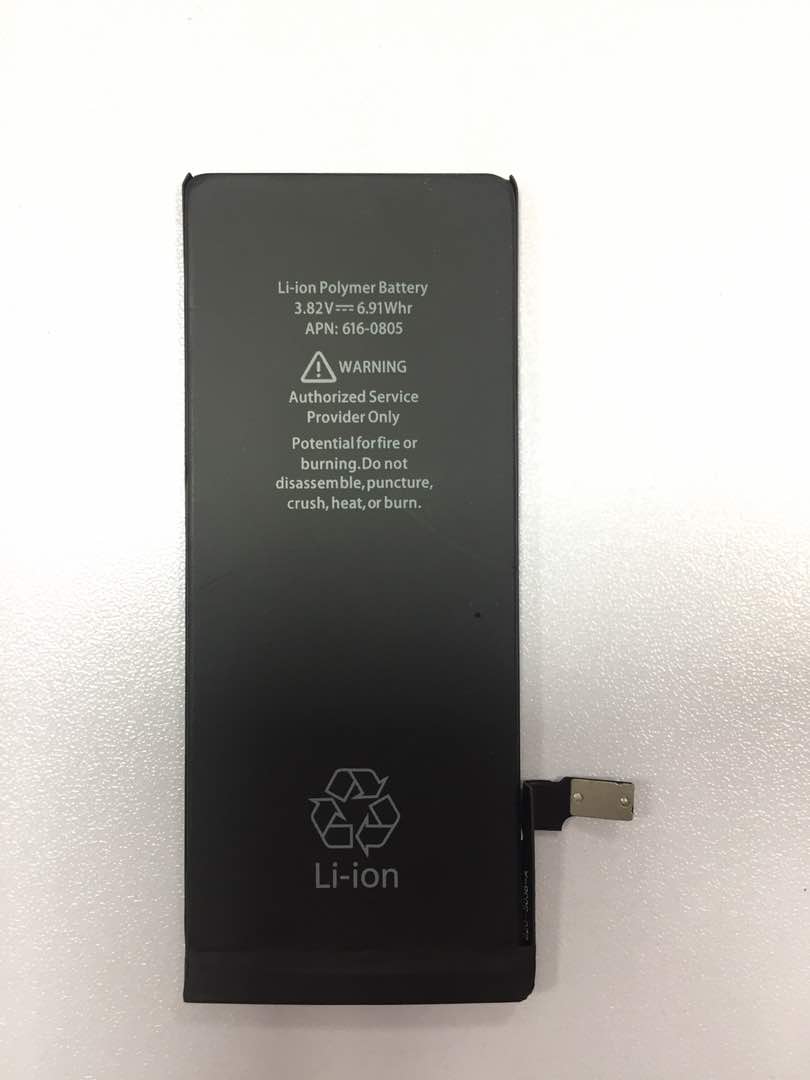 Li-ion Polymer Battery
3.82V⎓6.91Whr
APN: 616-0805
WARNING
Authorized Service
Provider Only
Potential for fire or
burning.Do not
disassemble, puncture,
crush, heat, or burn.
Li-ion